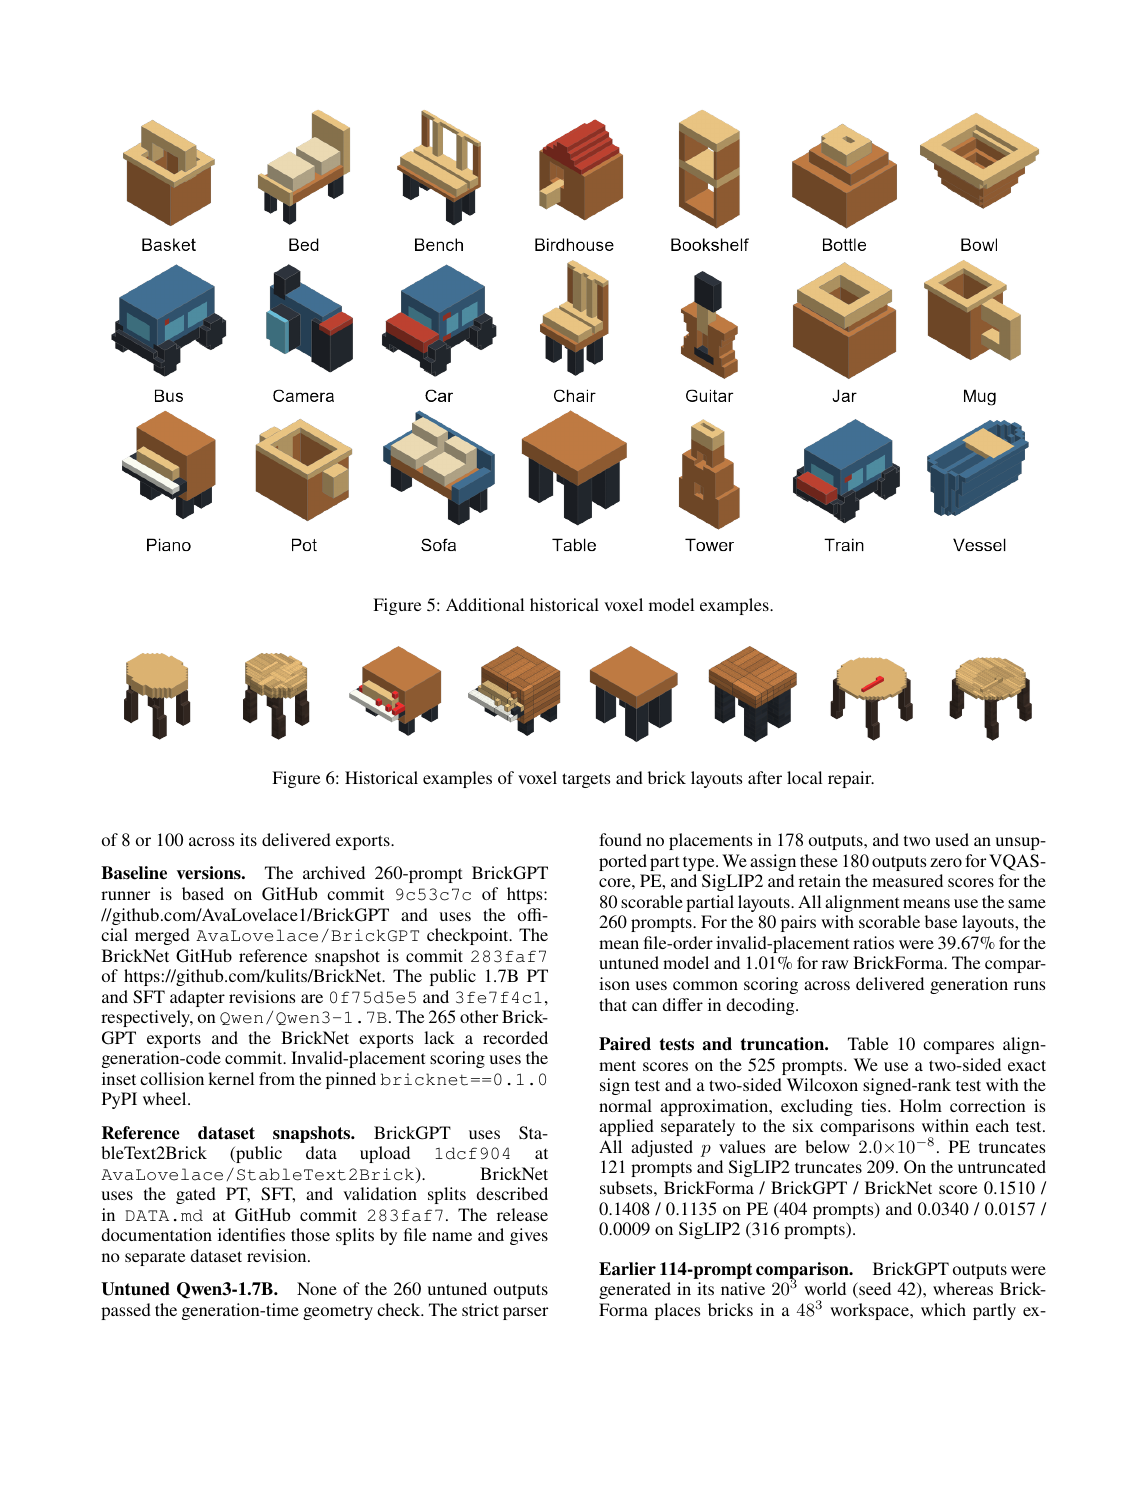 Basket Bed Bench Birdhouse Bookshelf Bottle Bowl
Bus Camera Car Chair Guitar Jar Mug
Piano Pot Sofa Table Tower Train Vessel
Figure 5: Additional historical voxel model examples.
Figure 6: Historical examples of voxel targets and brick layouts after local repair.
of 8 or 100 across its delivered exports.
Baseline versions. The archived 260-prompt BrickGPT
runner is based on GitHub commit 9c53c7c of https:
//github.com/AvaLovelace1/BrickGPT and uses the offi-
cial merged AvaLovelace/BrickGPT checkpoint. The
BrickNet GitHub reference snapshot is commit 283faf7
of https://github.com/kulits/BrickNet. The public 1.7B PT
and SFT adapter revisions are 0f75d5e5 and 3fe7f4c1,
respectively, on Qwen/Qwen3-1.7B. The 265 other Brick-
GPT exports and the BrickNet exports lack a recorded
generation-code commit. Invalid-placement scoring uses the
inset collision kernel from the pinned bricknet==0.1.0
PyPI wheel.
Reference dataset snapshots. BrickGPT uses Sta-
bleText2Brick (public data upload 1dcf904 at
AvaLovelace/StableText2Brick). BrickNet
uses the gated PT, SFT, and validation splits described
in DATA.md at GitHub commit 283faf7. The release
documentation identifies those splits by file name and gives
no separate dataset revision.
Untuned Qwen3-1.7B. None of the 260 untuned outputs
passed the generation-time geometry check. The strict parser
found no placements in 178 outputs, and two used an unsup-
ported part type. We assign these 180 outputs zero for VQAS-
core, PE, and SigLIP2 and retain the measured scores for the
80 scorable partial layouts. All alignment means use the same
260 prompts. For the 80 pairs with scorable base layouts, the
mean file-order invalid-placement ratios were 39.67% for the
untuned model and 1.01% for raw BrickForma. The compar-
ison uses common scoring across delivered generation runs
that can differ in decoding.
Paired tests and truncation. Table 10 compares align-
ment scores on the 525 prompts. We use a two-sided exact
sign test and a two-sided Wilcoxon signed-rank test with the
normal approximation, excluding ties. Holm correction is
applied separately to the six comparisons within each test.
All adjusted p values are below 2.0×10⁻⁸. PE truncates
121 prompts and SigLIP2 truncates 209. On the untruncated
subsets, BrickForma / BrickGPT / BrickNet score 0.1510 /
0.1408 / 0.1135 on PE (404 prompts) and 0.0340 / 0.0157 /
0.0009 on SigLIP2 (316 prompts).
Earlier 114-prompt comparison. BrickGPT outputs were
generated in its native 20³ world (seed 42), whereas Brick-
Forma places bricks in a 48³ workspace, which partly ex-